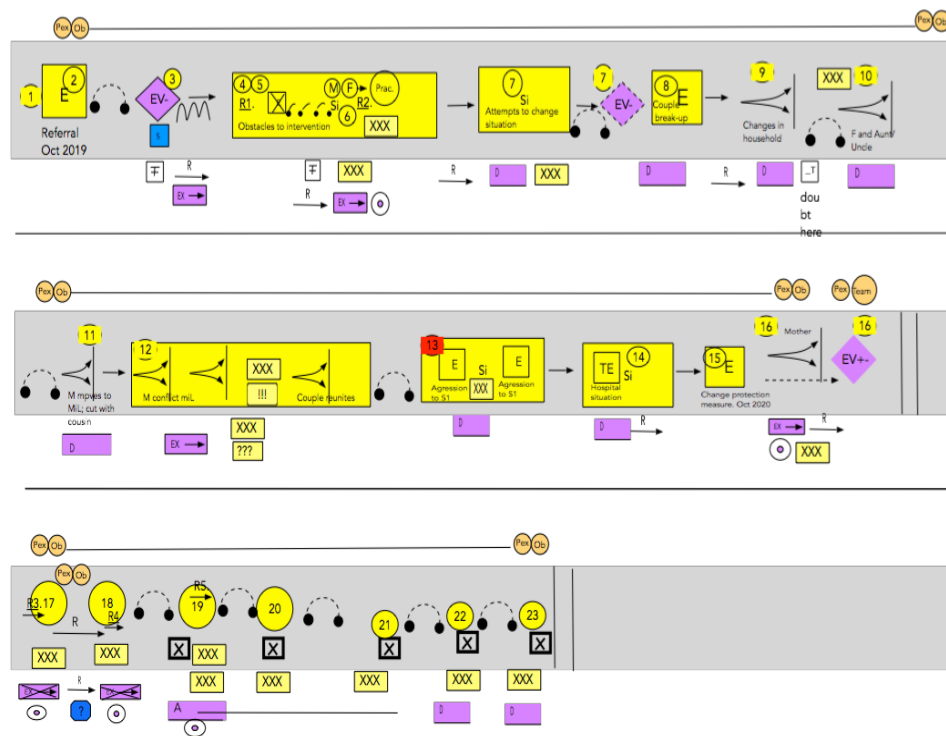 Pex Ob Pex Ob
1 2 3 4 5 M F Prac. 7 7 8 9 XXX 10
E EV- R1. Si 6 R2. Si EV- E
Obstacles to intervention XXX
Attempts to change
situation
Couple
break-up
Changes in
household
F and Aunt/
Uncle
Referral
Oct 2019
s
R XXX R D XXX D R D _T D
EX → R EX →
dou
bt
here
Pex Ob Pex Ob Pex Team
11 12 13 14 15 16 16
M mpves to
MiL; cut with
cousin
M conflict miL
XXX
!!!
Couple reunites
E Si E
XXX
Agression
to S1
Agression
to S1
TE Si
Hospital
situation
E
Change protection
measure. Oct 2020
Mother
EV+-
D EX → XXX D D R EX → R
??? XXX
Pex Ob Pex Ob
Pex Ob
R3.17 18 R5. 19 20 21 22 23
R R4
X X X X X
XXX XXX XXX
XXX XXX XXX XXX XXX
EX R EX
?
A D D